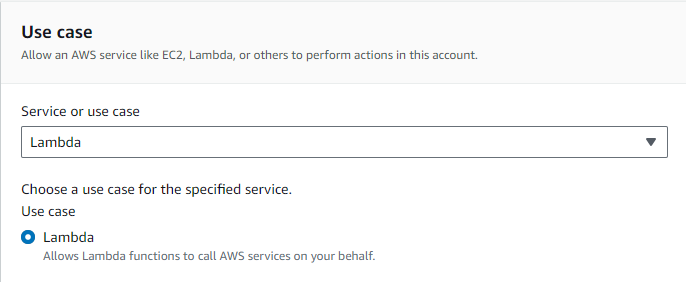 Use case
Allow an AWS service like EC2, Lambda, or others to perform actions in this account.
Service or use case
Lambda
Choose a use case for the specified service.
Use case
Lambda
Allows Lambda functions to call AWS services on your behalf.